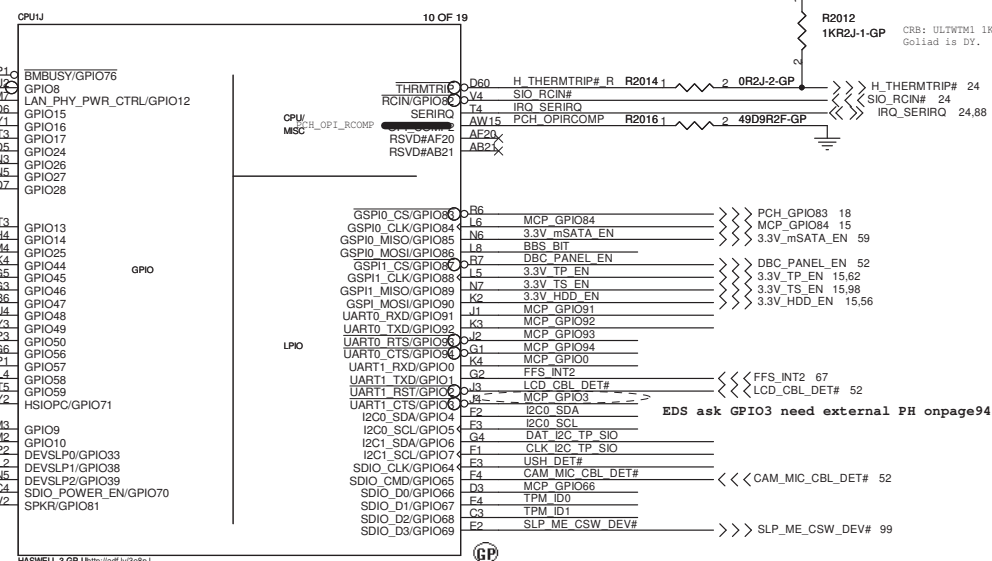 CPU1J
10 OF 19
R2012
1KR2J-1-GP
CRB: ULTWTM1 1K
Goliad is DY.
2
BMBUSY/GPIO76
GPIO8
LAN_PHY_PWR_CTRL/GPIO12
GPIO15
GPIO16
GPIO17
GPIO24
GPIO26
GPIO27
GPIO28
GPIO13
GPIO14
GPIO25
GPIO44
GPIO45
GPIO46
GPIO47
GPIO48
GPIO49
GPIO50
GPIO56
GPIO57
GPIO58
GPIO59
HSIOPC/GPIO71
GPIO9
GPIO10
DEVSLP0/GPIO33
DEVSLP1/GPIO38
DEVSLP2/GPIO39
SDIO_POWER_EN/GPIO70
SPKR/GPIO81
GPIO
CPU/
MISC
LPIO
PCH_OPI_RCOMP
THRMTRIP D60 H_THERMTRIP#_R R2014 1 2 0R2J-2-GP H_THERMTRIP# 24
RCIN/GPIO82 V4 SIO_RCIN# SIO_RCIN# 24
SERIRQ T4 IRQ_SERIRQ IRQ_SERIRQ 24,88
AW15 PCH_OPIRCOMP R2016 1 2 49D9R2F-GP
RSVD#AF20 AF20
RSVD#AB21 AB21
GSPI0_CS/GPIO83 R6 PCH_GPIO83 18
GSPI0_CLK/GPIO84 L6 MCP_GPIO84 MCP_GPIO84 15
GSPI0_MISO/GPIO85 N6 3.3V_mSATA_EN 3.3V_mSATA_EN 59
GSPI0_MOSI/GPIO86 L8 BBS_BIT
GSPI1_CS/GPIO87 R7 DBC_PANEL_EN DBC_PANEL_EN 52
GSPI1_CLK/GPIO88 L5 3.3V_TP_EN 3.3V_TP_EN 15,62
GSPI1_MISO/GPIO89 N7 3.3V_TS_EN 3.3V_TS_EN 15,98
GSPI_MOSI/GPIO90 K2 3.3V_HDD_EN 3.3V_HDD_EN 15,56
UART0_RXD/GPIO91 J1 MCP_GPIO91
UART0_TXD/GPIO92 K3 MCP_GPIO92
UART0_RTS/GPIO93 J2 MCP_GPIO93
UART0_CTS/GPIO94 G1 MCP_GPIO94
UART1_RXD/GPIO0 K4 MCP_GPIO0
UART1_TXD/GPIO1 G2 FFS_INT2 FFS_INT2 67
UART1_RST/GPIO2 J3 LCD_CBL_DET# LCD_CBL_DET# 52
UART1_CTS/GPIO3 J4 MCP_GPIO3
EDS ask GPIO3 need external PH onpage94
I2C0_SDA/GPIO4 F2 I2C0_SDA
I2C0_SCL/GPIO5 F3 I2C0_SCL
I2C1_SDA/GPIO6 G4 DAT_I2C_TP_SIO
I2C1_SCL/GPIO7 F1 CLK_I2C_TP_SIO
SDIO_CLK/GPIO64 E3 USH_DET#
SDIO_CMD/GPIO65 F4 CAM_MIC_CBL_DET# CAM_MIC_CBL_DET# 52
SDIO_D0/GPIO66 D3 MCP_GPIO66
SDIO_D1/GPIO67 E4 TPM_ID0
SDIO_D2/GPIO68 C3 TPM_ID1
SDIO_D3/GPIO69 E2 SLP_ME_CSW_DEV# SLP_ME_CSW_DEV# 99
GP